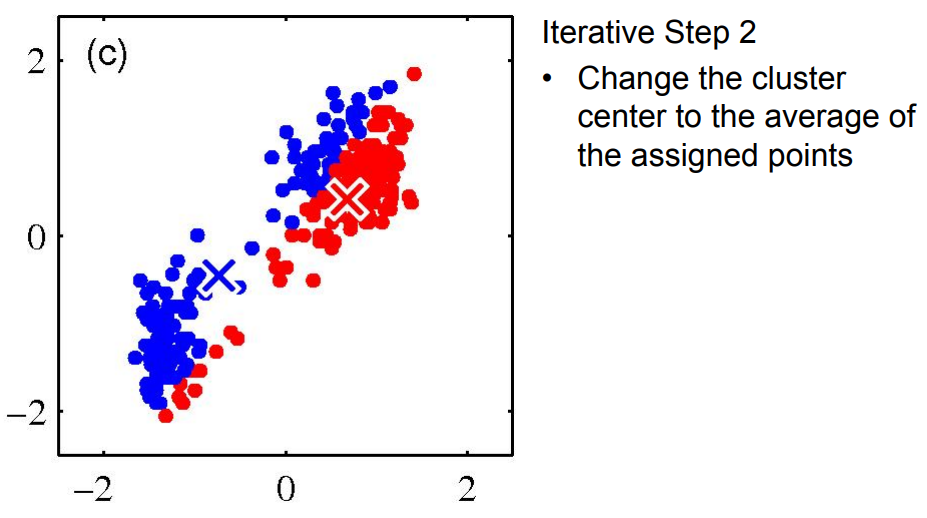 Iterative Step 2
• Change the cluster
center to the average of
the assigned points
(c)
2
0
−2
−2 0 2